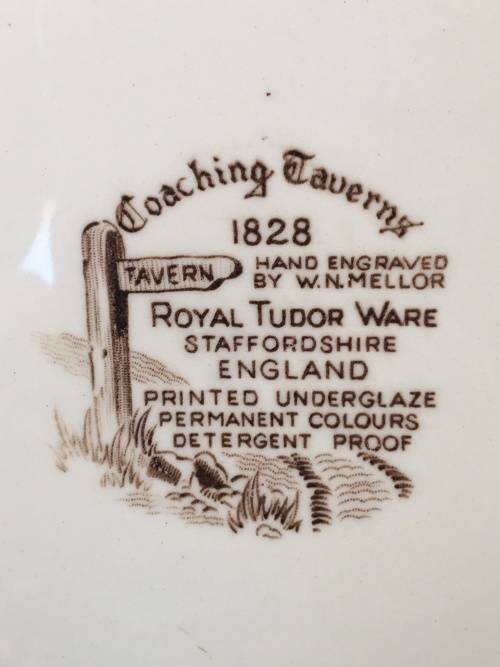 Coaching Taverns
1828
TAVERN
HAND ENGRAVED
BY W.N.MELLOR
ROYAL TUDOR WARE
STAFFORDSHIRE
ENGLAND
PRINTED UNDERGLAZE
PERMANENT COLOURS
DETERGENT PROOF